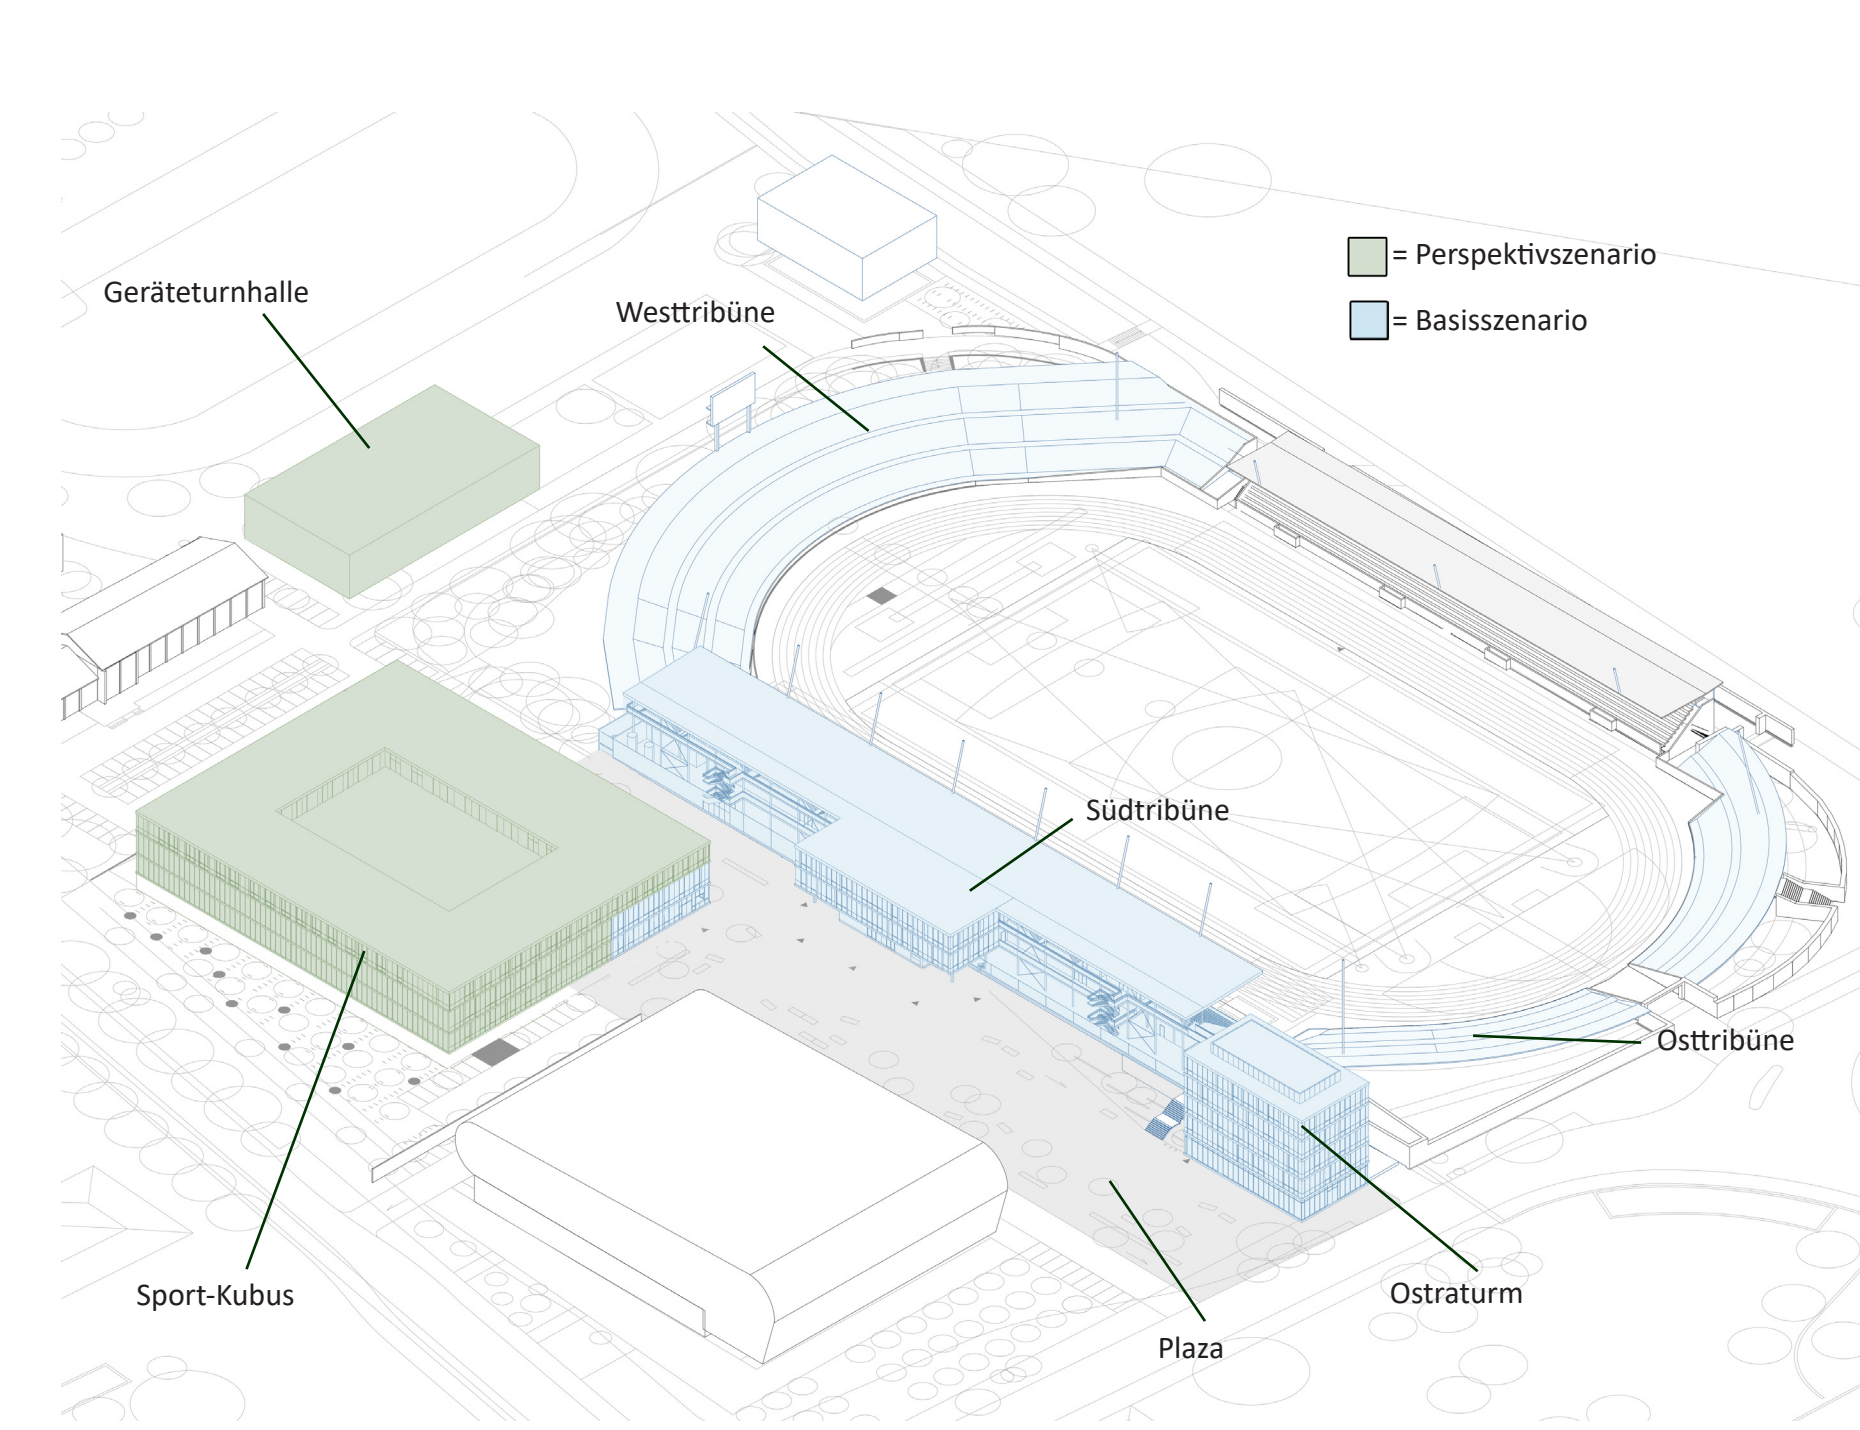 = Perspektivszenario
Geräteturnhalle
Westtribüne
= Basisszenario
Südtribüne
Osttribüne
Sport-Kubus
Ostraturm
Plaza